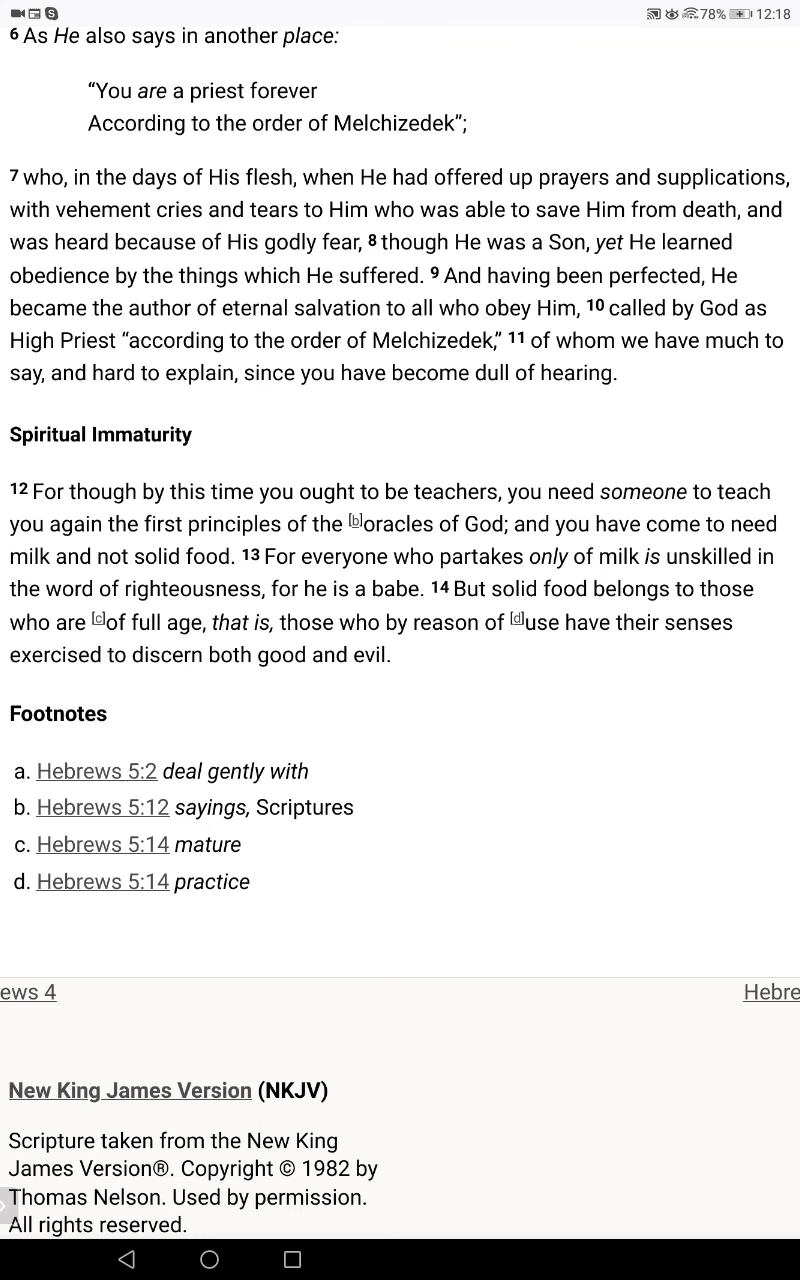 78% 12:18
6 As He also says in another place:
“You are a priest forever
According to the order of Melchizedek”;
7 who, in the days of His flesh, when He had offered up prayers and supplications,
with vehement cries and tears to Him who was able to save Him from death, and
was heard because of His godly fear, 8 though He was a Son, yet He learned
obedience by the things which He suffered. 9 And having been perfected, He
became the author of eternal salvation to all who obey Him, 10 called by God as
High Priest “according to the order of Melchizedek,” 11 of whom we have much to
say, and hard to explain, since you have become dull of hearing.
Spiritual Immaturity
12 For though by this time you ought to be teachers, you need someone to teach
you again the first principles of the [b]oracles of God; and you have come to need
milk and not solid food. 13 For everyone who partakes only of milk is unskilled in
the word of righteousness, for he is a babe. 14 But solid food belongs to those
who are [c]of full age, that is, those who by reason of [d]use have their senses
exercised to discern both good and evil.
Footnotes
a. Hebrews 5:2 deal gently with
b. Hebrews 5:12 sayings, Scriptures
c. Hebrews 5:14 mature
d. Hebrews 5:14 practice
ews 4 Hebre
New King James Version (NKJV)
Scripture taken from the New King
James Version®. Copyright © 1982 by
Thomas Nelson. Used by permission.
All rights reserved.